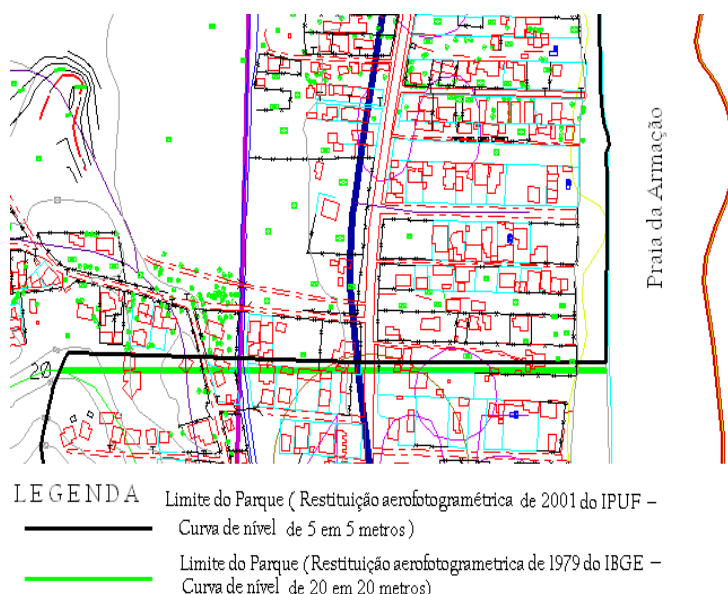 Praia da Armação
20
LEGENDA
Limite do Parque ( Restituição aerofotogramétrica de 2001 do IPUF –
Curva de nível de 5 em 5 metros )
Limite do Parque (Restituição aerofotogrametrica de 1979 do IBGE –
Curva de nível de 20 em 20 metros)